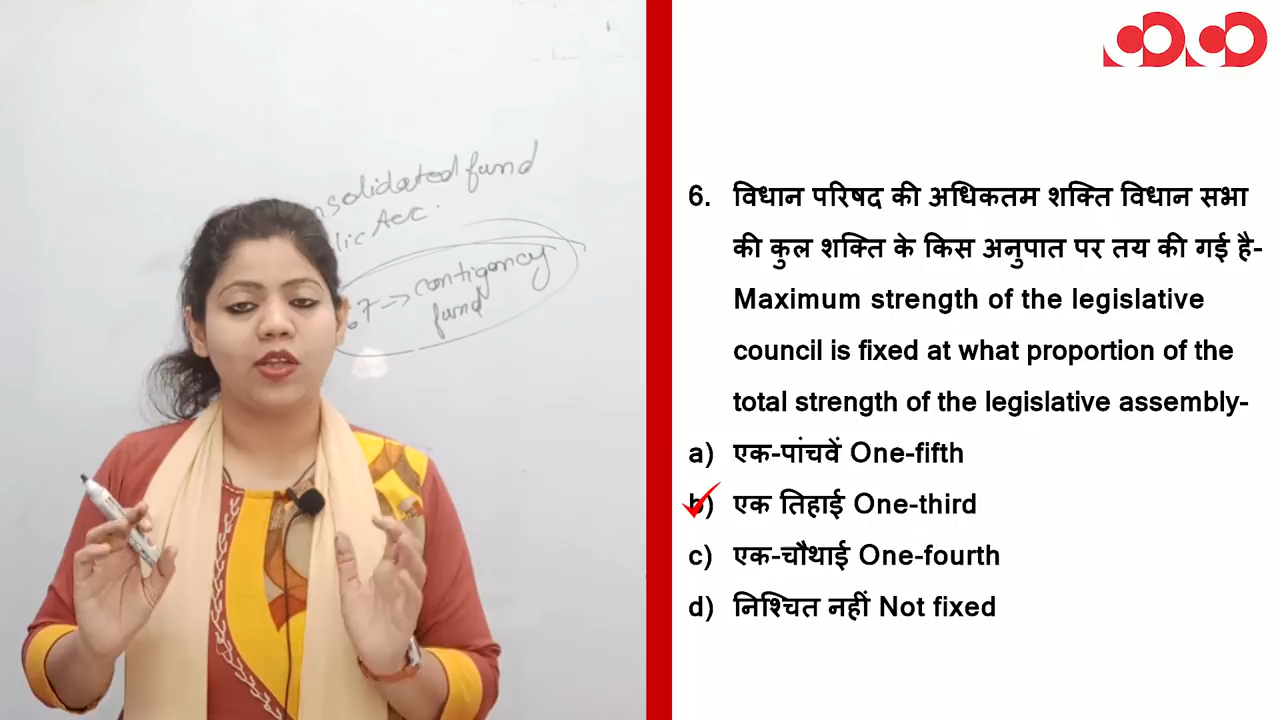 nsolidated fund
lic Acc.
67 → contigency
fund
6. विधान परिषद की अधिकतम शक्ति विधान सभा
की कुल शक्ति के किस अनुपात पर तय की गई है-
Maximum strength of the legislative
council is fixed at what proportion of the
total strength of the legislative assembly-
a) एक-पांचवें One-fifth
b) एक तिहाई One-third
c) एक-चौथाई One-fourth
d) निश्चित नहीं Not fixed